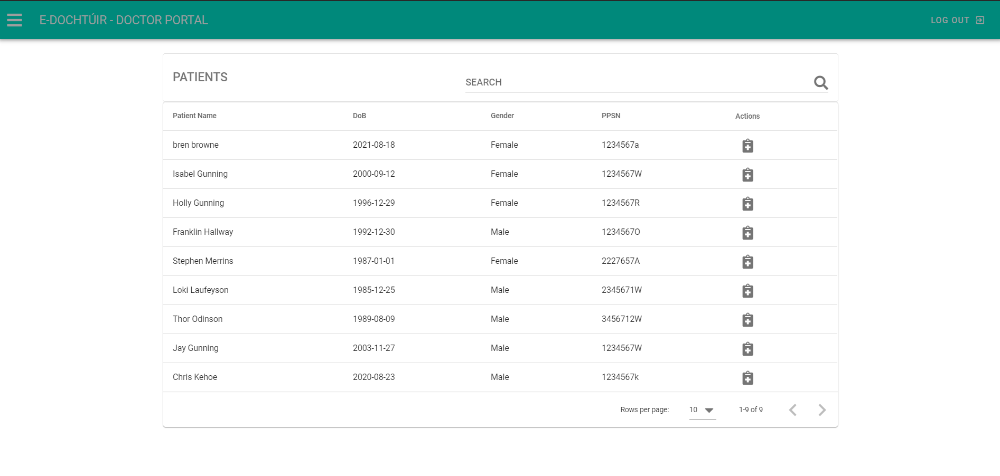 E-DOCHTÚIR - DOCTOR PORTAL LOG OUT
PATIENTS SEARCH
Patient Name DoB Gender PPSN Actions
bren browne 2021-08-18 Female 1234567a
Isabel Gunning 2000-09-12 Female 1234567W
Holly Gunning 1996-12-29 Female 1234567R
Franklin Hallway 1992-12-30 Male 1234567O
Stephen Merrins 1987-01-01 Female 2227657A
Loki Laufeyson 1985-12-25 Male 2345671W
Thor Odinson 1989-08-09 Male 3456712W
Jay Gunning 2003-11-27 Male 1234567W
Chris Kehoe 2020-08-23 Male 1234567k
Rows per page: 10 1-9 of 9